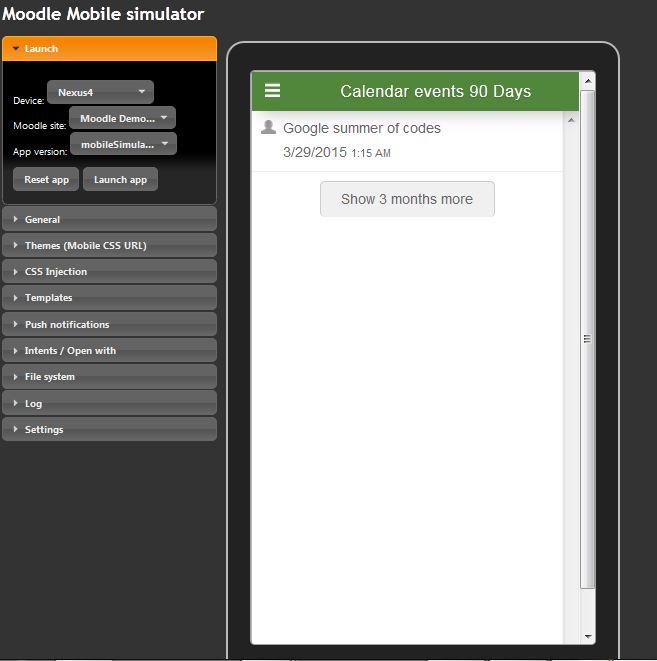 Moodle Mobile simulator
Launch
Device: Nexus4
Moodle site: Moodle Demo...
App version: mobileSimula...
Reset app Launch app
General
Themes (Mobile CSS URL)
CSS Injection
Templates
Push notifications
Intents / Open with
File system
Log
Settings
Calendar events 90 Days
Google summer of codes
3/29/2015 1:15 AM
Show 3 months more